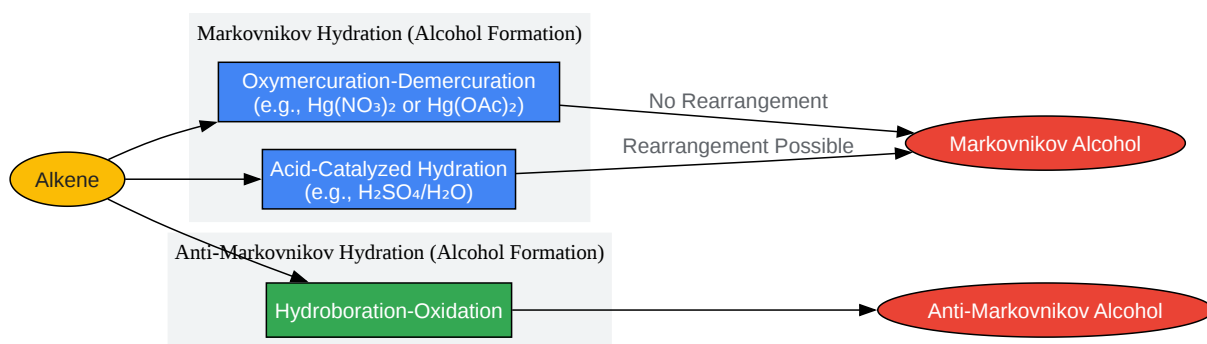 Markovnikov Hydration (Alcohol Formation)
Oxymercuration-Demercuration
(e.g., Hg(NO₃)₂ or Hg(OAc)₂)
No Rearrangement
Markovnikov Alcohol
Rearrangement Possible
Alkene
Acid-Catalyzed Hydration
(e.g., H₂SO₄/H₂O)
Anti-Markovnikov Hydration (Alcohol Formation)
Hydroboration-Oxidation
Anti-Markovnikov Alcohol